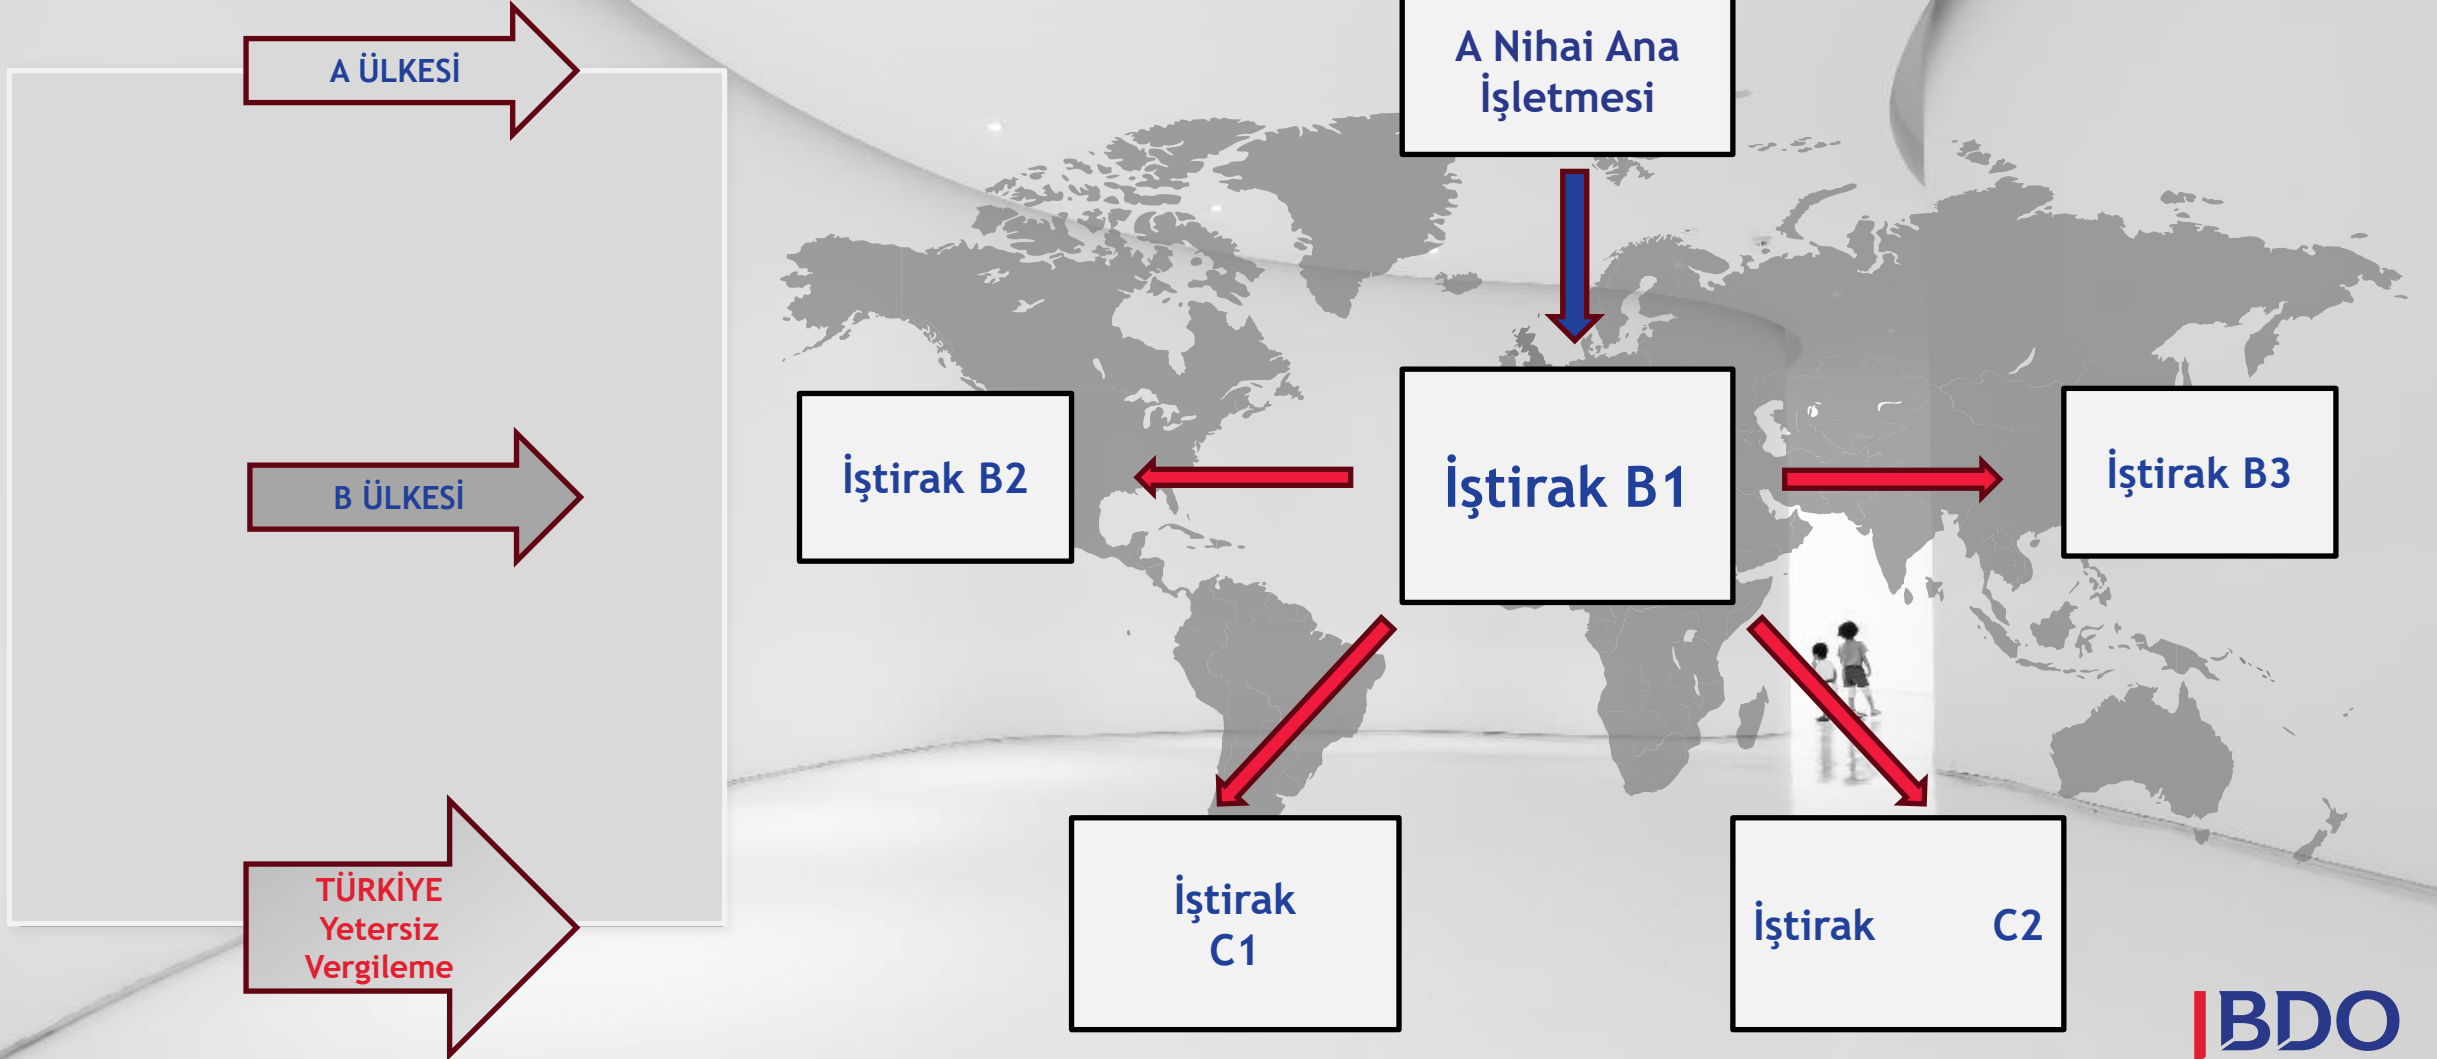 A ÜLKESİ
A Nihai Ana
İşletmesi
B ÜLKESİ
İştirak B2
İştirak B1
İştirak B3
TÜRKİYE
Yetersiz
Vergileme
İştirak
C1
İştirak C2
BDO